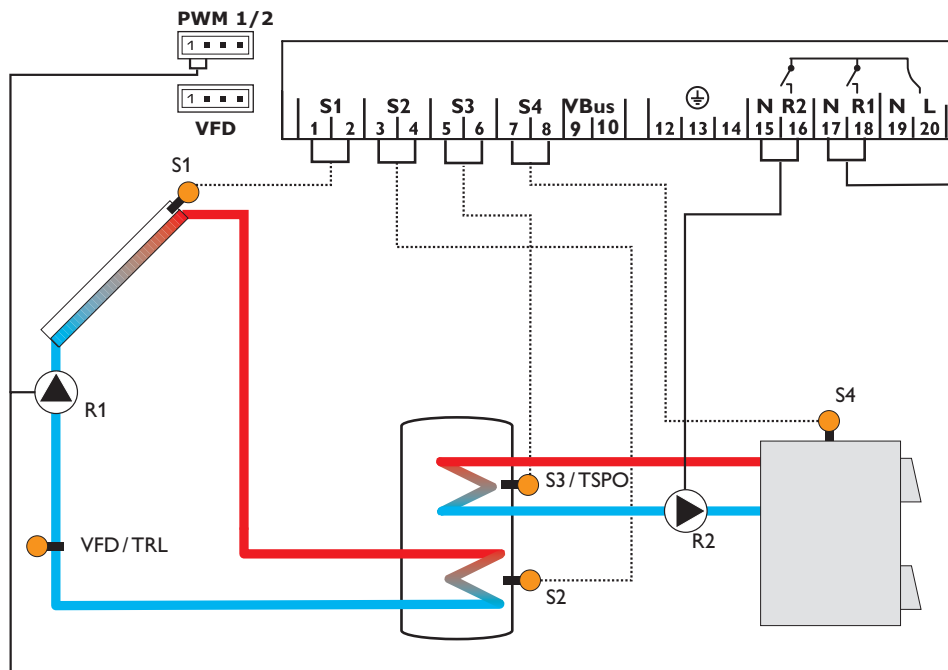 PWM 1/2
1
1
VFD
S1 S2 S3 S4 VBus N R2 N R1 N L
1 2 3 4 5 6 7 8 9 10 12 13 14 15 16 17 18 19 20
S1
R1
S4
S3/TSPO
R2
VFD/TRL
S2